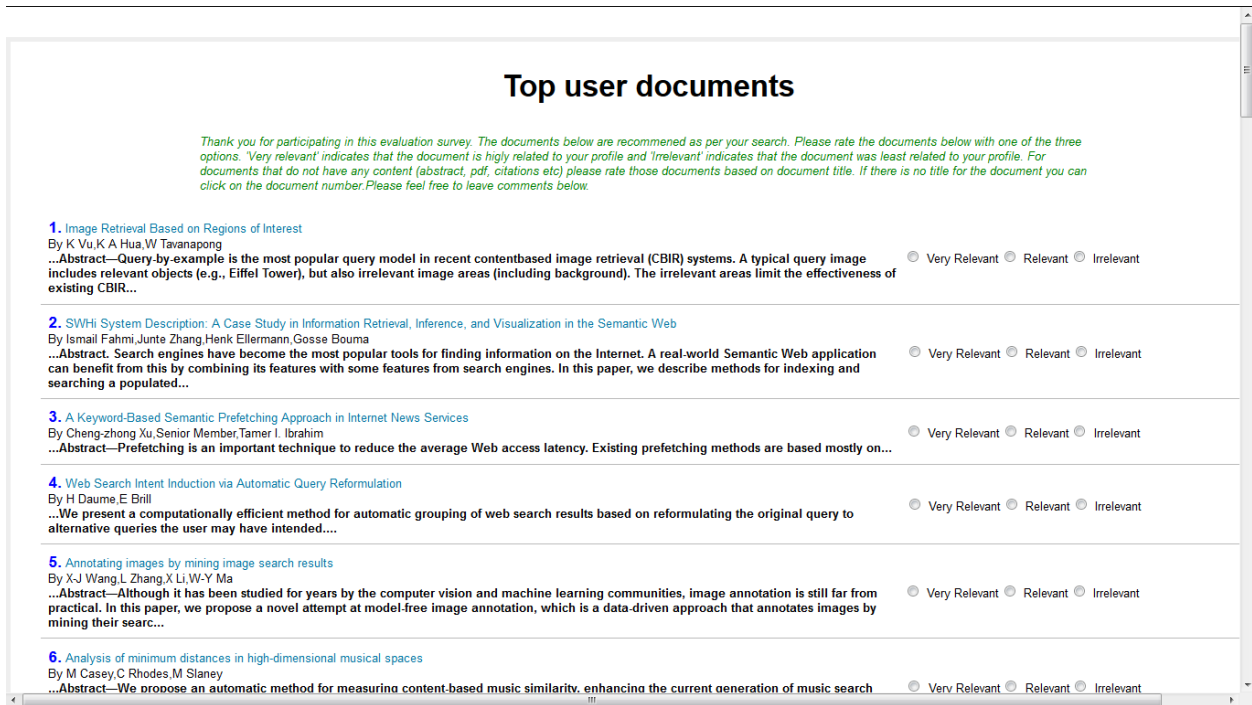 Top user documents
Thank you for participating in this evaluation survey. The documents below are recommened as per your search. Please rate the documents below with one of the three
options. 'Very relevant' indicates that the document is higly related to your profile and 'Irrelevant' indicates that the document was least related to your profile. For
documents that do not have any content (abstract, pdf, citations etc) please rate those documents based on document title. If there is no title for the document you can
click on the document number.Please feel free to leave comments below.
1. Image Retrieval Based on Regions of Interest
By K Vu,K A Hua,W Tavanapong
...Abstract—Query-by-example is the most popular query model in recent contentbased image retrieval (CBIR) systems. A typical query image
includes relevant objects (e.g., Eiffel Tower), but also irrelevant image areas (including background). The irrelevant areas limit the effectiveness of
existing CBIR...
Very Relevant Relevant Irrelevant
2. SWHi System Description: A Case Study in Information Retrieval, Inference, and Visualization in the Semantic Web
By Ismail Fahmi,Junte Zhang,Henk Ellermann,Gosse Bouma
...Abstract. Search engines have become the most popular tools for finding information on the Internet. A real-world Semantic Web application
can benefit from this by combining its features with some features from search engines. In this paper, we describe methods for indexing and
searching a populated...
Very Relevant Relevant Irrelevant
3. A Keyword-Based Semantic Prefetching Approach in Internet News Services
By Cheng-zhong Xu,Senior Member,Tamer I. Ibrahim
...Abstract—Prefetching is an important technique to reduce the average Web access latency. Existing prefetching methods are based mostly on...
Very Relevant Relevant Irrelevant
4. Web Search Intent Induction via Automatic Query Reformulation
By H Daume,E Brill
...We present a computationally efficient method for automatic grouping of web search results based on reformulating the original query to
alternative queries the user may have intended....
Very Relevant Relevant Irrelevant
5. Annotating images by mining image search results
By X-J Wang,L Zhang,X Li,W-Y Ma
...Abstract—Although it has been studied for years by the computer vision and machine learning communities, image annotation is still far from
practical. In this paper, we propose a novel attempt at model-free image annotation, which is a data-driven approach that annotates images by
mining their searc...
Very Relevant Relevant Irrelevant
6. Analysis of minimum distances in high-dimensional musical spaces
By M Casey,C Rhodes,M Slaney
...Abstract—We propose an automatic method for measuring content-based music similarity, enhancing the current generation of music search
Very Relevant Relevant Irrelevant